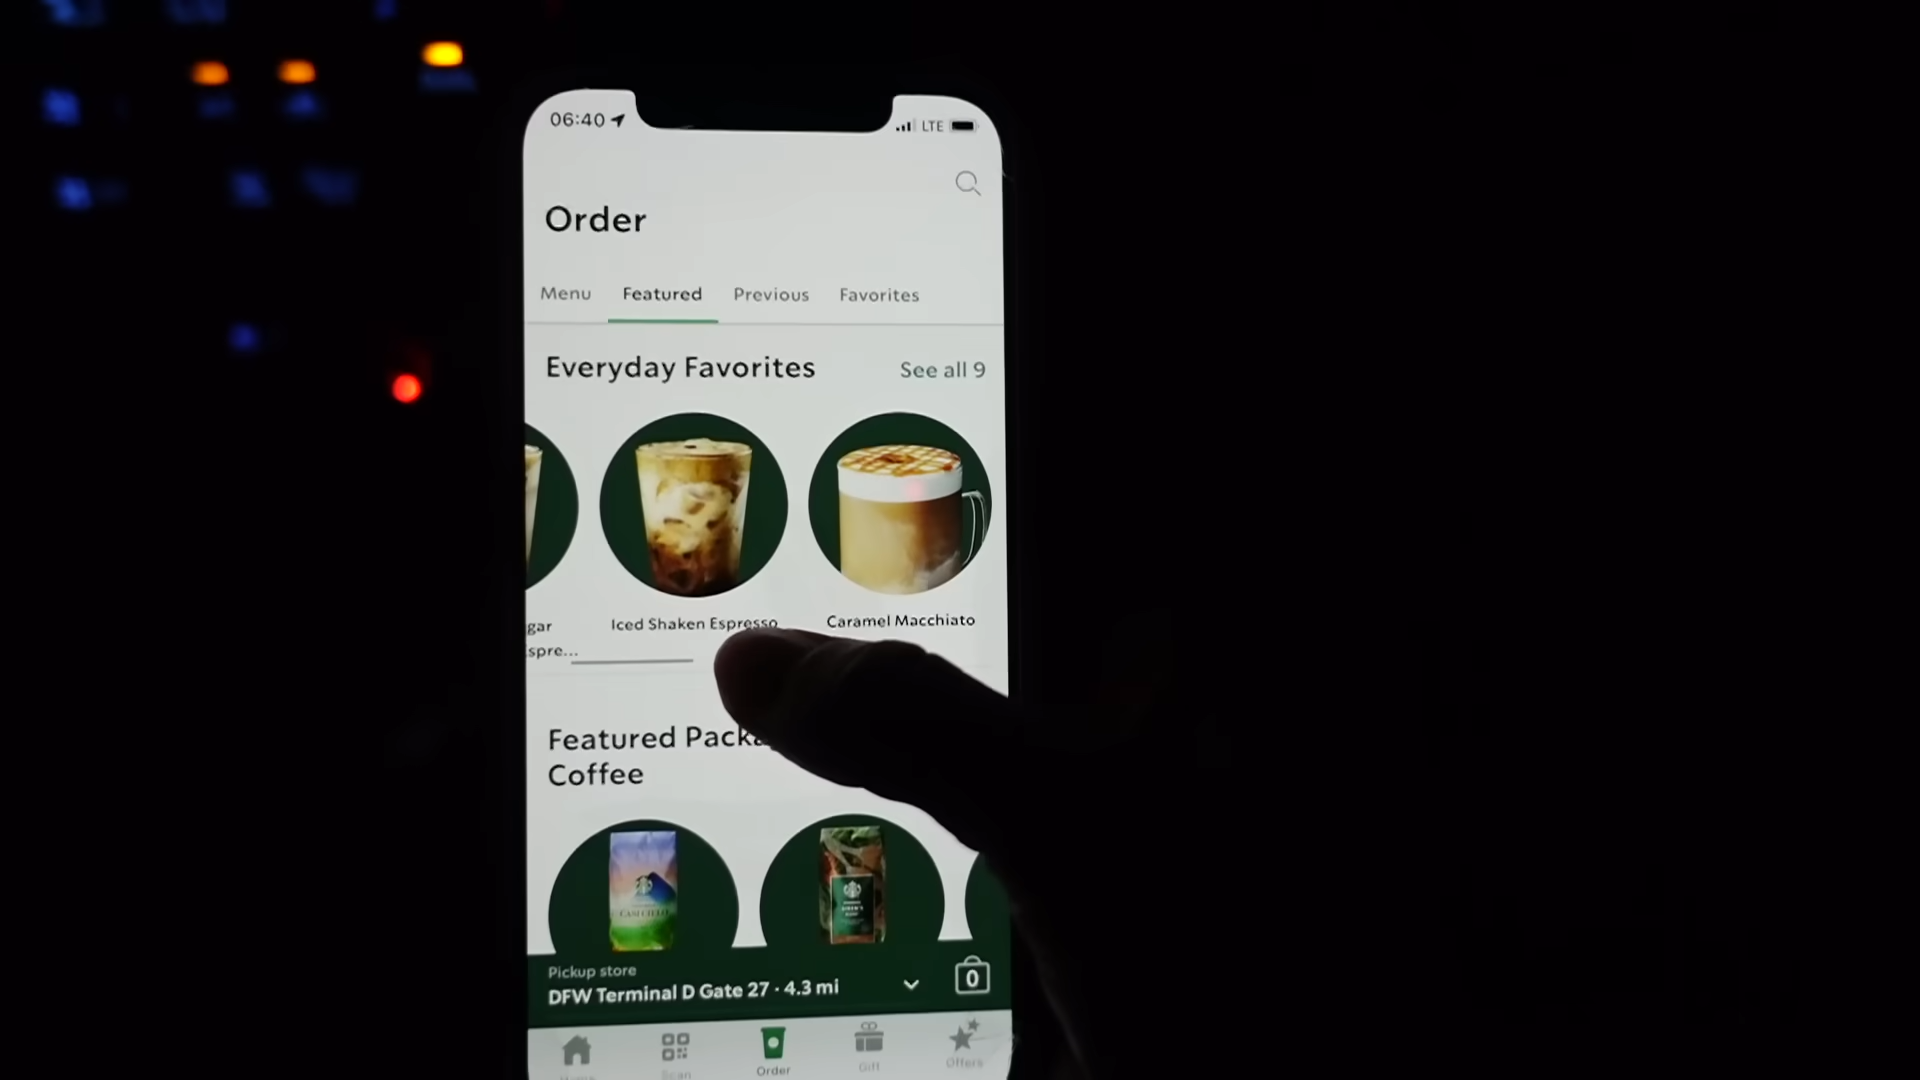 06:40
LTE
Order
Menu Featured Previous Favorites
Everyday Favorites See all 9
Iced Shaken Espresso
Caramel Macchiato
gar
spre...
Featured Packa
Coffee
Pickup store
DFW Terminal D Gate 27 · 4.3 mi
0
Scan Order Gift Offers